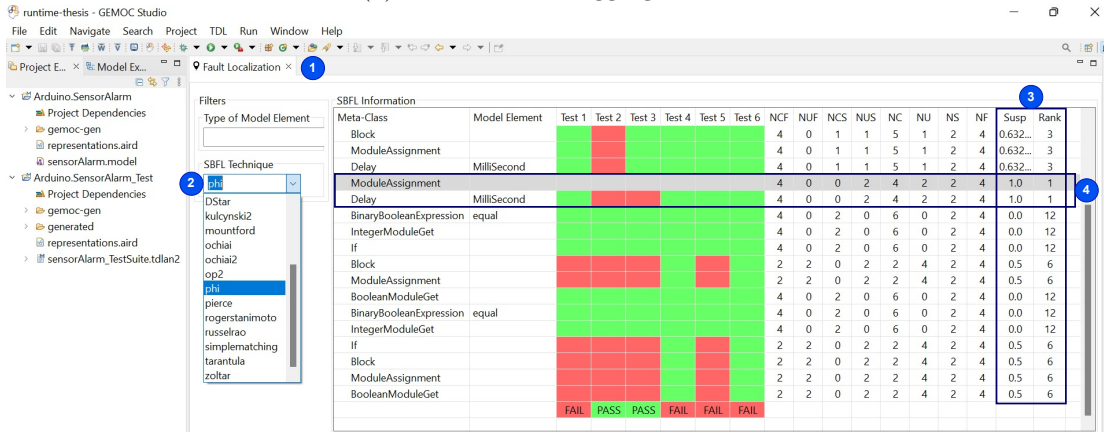 runtime-thesis - GEMOC Studio
File Edit Navigate Search Project TDL Run Window Help
Project E... × Model Ex... Fault Localization × 1
Arduino.SensorAlarm
Project Dependencies
gemoc-gen
representations.aird
sensorAlarm.model
Arduino.SensorAlarm_Test
Project Dependencies
gemoc-gen
generated
representations.aird
sensorAlarm_TestSuite.tdlan2
Filters
Type of Model Element
SBFL Technique
2 phi
DStar
kulcynski2
mountford
ochiai
ochiai2
op2
phi
pierce
rogerstanimoto
russelrao
simplematching
tarantula
zoltar
SBFL Information
3
Meta-Class Model Element Test 1 Test 2 Test 3 Test 4 Test 5 Test 6 NCF NUF NCS NUS NC NU NS NF Susp Rank
Block 4 0 1 1 5 1 2 4 0.632... 3
ModuleAssignment 4 0 1 1 5 1 2 4 0.632... 3
Delay MilliSecond 4 0 1 1 5 1 2 4 0.632... 3
ModuleAssignment 4 0 0 2 4 2 2 4 1.0 1
4
Delay MilliSecond 4 0 0 2 4 2 2 4 1.0 1
BinaryBooleanExpression equal 4 0 2 0 6 0 2 4 0.0 12
IntegerModuleGet 4 0 2 0 6 0 2 4 0.0 12
If 4 0 2 0 6 0 2 4 0.0 12
Block 2 2 0 2 2 4 2 4 0.5 6
ModuleAssignment 2 2 0 2 2 4 2 4 0.5 6
BooleanModuleGet 4 0 2 0 6 0 2 4 0.0 12
BinaryBooleanExpression equal 4 0 2 0 6 0 2 4 0.0 12
IntegerModuleGet 4 0 2 0 6 0 2 4 0.0 12
If 2 2 0 2 2 4 2 4 0.5 6
Block 2 2 0 2 2 4 2 4 0.5 6
ModuleAssignment 2 2 0 2 2 4 2 4 0.5 6
BooleanModuleGet 2 2 0 2 2 4 2 4 0.5 6
FAIL PASS PASS FAIL FAIL FAIL